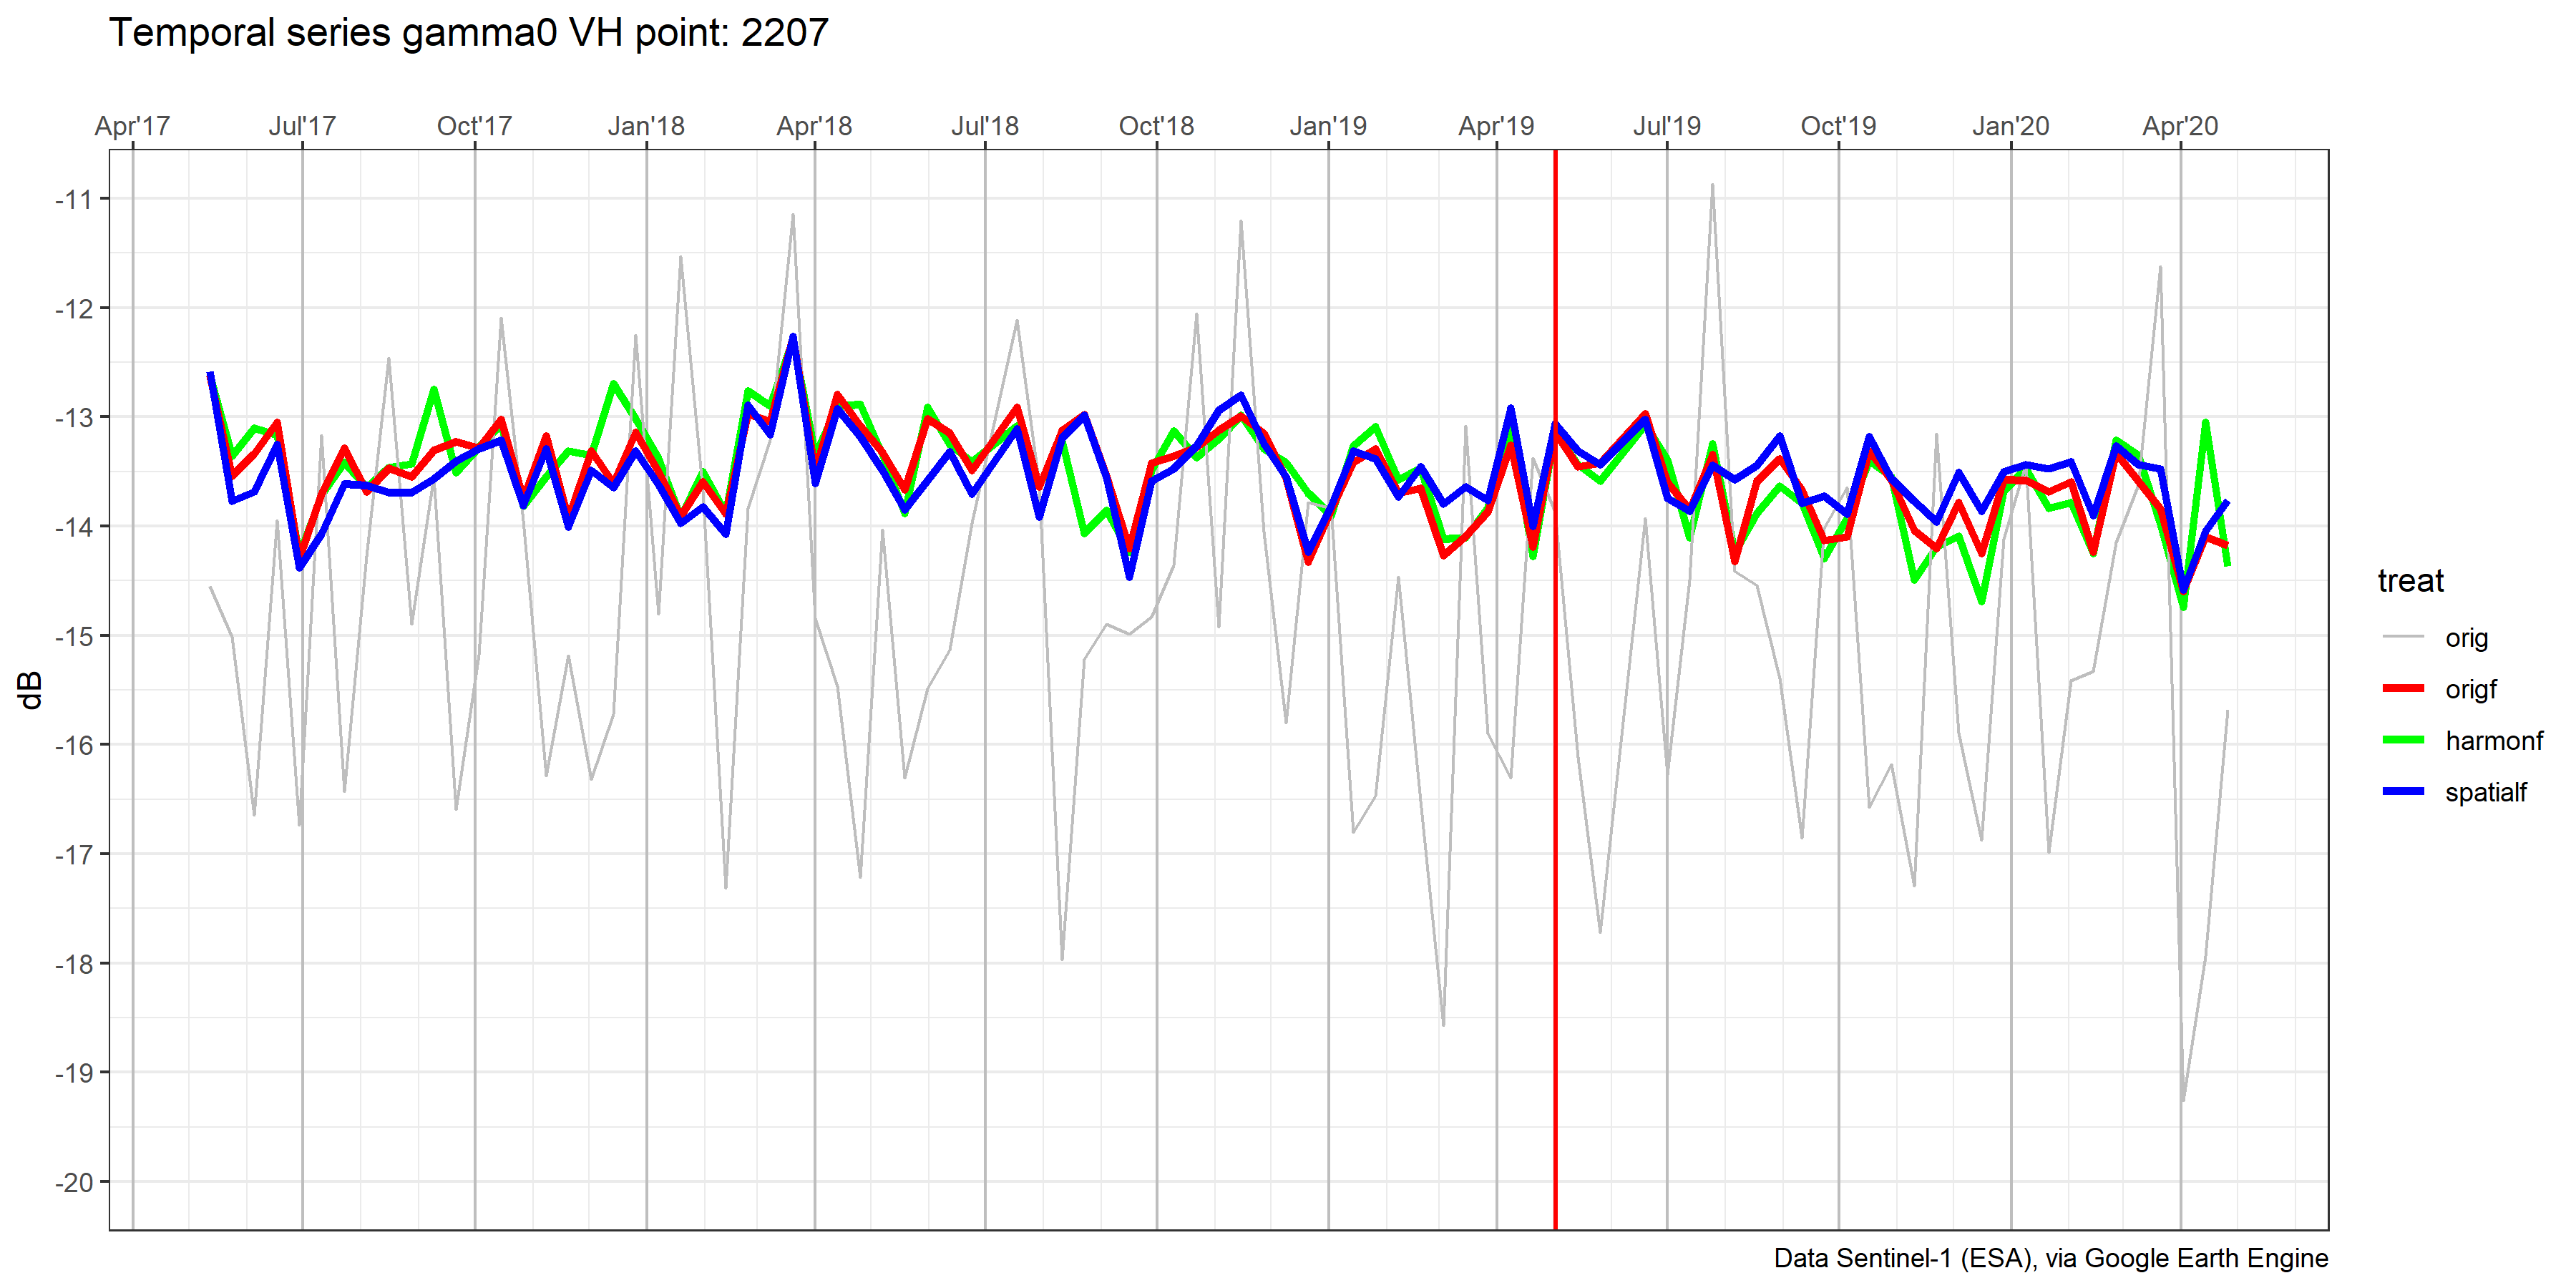 Temporal series gamma0 VH point: 2207
Apr'17 Jul'17 Oct'17 Jan'18 Apr'18 Jul'18 Oct'18 Jan'19 Apr'19 Jul'19 Oct'19 Jan'20 Apr'20
-11
-12
-13
-14
-15
-16
-17
-18
-19
-20
dB
treat
orig
origf
harmonf
spatialf
Data Sentinel-1 (ESA), via Google Earth Engine